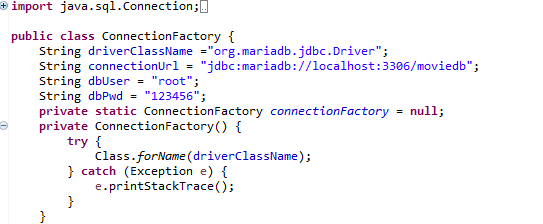 import java.sql.Connection;
public class ConnectionFactory {
String driverClassName ="org.mariadb.jdbc.Driver";
String connectionUrl = "jdbc:mariadb://localhost:3306/moviedb";
String dbUser = "root";
String dbPwd = "123456";
private static ConnectionFactory connectionFactory = null;
private ConnectionFactory() {
try {
Class.forName(driverClassName);
} catch (Exception e) {
e.printStackTrace();
}
}